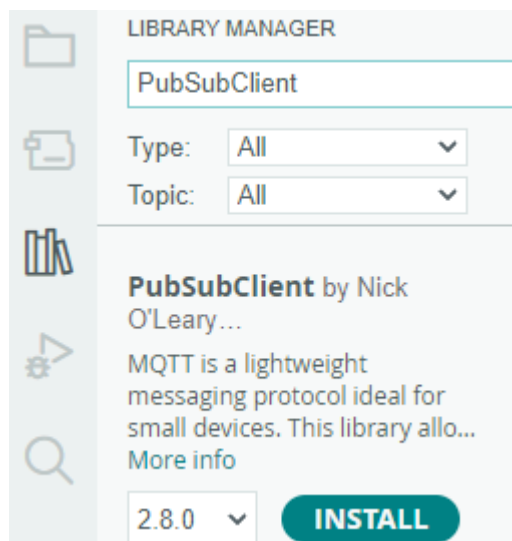 LIBRARY MANAGER
PubSubClient
Type: All
Topic: All
PubSubClient by Nick
O'Leary...
MQTT is a lightweight
messaging protocol ideal for
small devices. This library allo...
More info
2.8.0 INSTALL